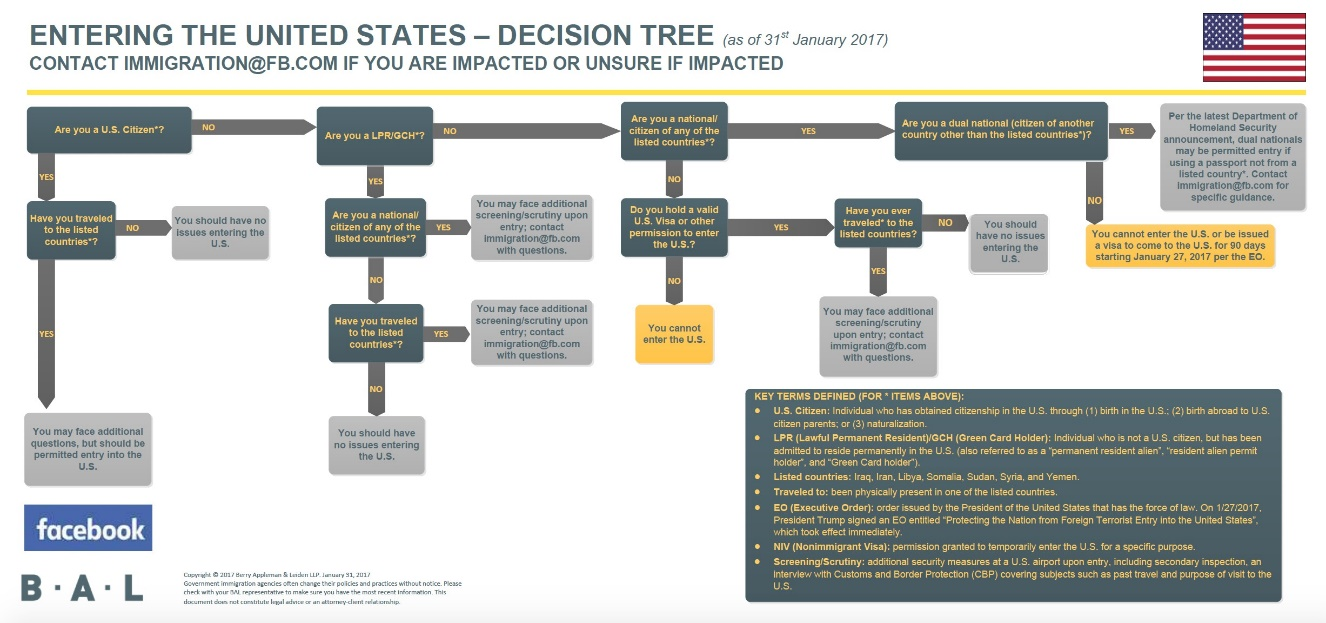 ENTERING THE UNITED STATES – DECISION TREE (as of 31st January 2017)
CONTACT IMMIGRATION@FB.COM IF YOU ARE IMPACTED OR UNSURE IF IMPACTED
Are you a U.S. Citizen*?
NO
YES
Have you traveled
to the listed
countries*?
NO
You should have no
issues entering the
U.S.
YES
You may face additional
questions, but should be
permitted entry into the
U.S.
Are you a LPR/GCH*?
NO
YES
Are you a national/
citizen of any of the
listed countries*?
YES
You may face additional
screening/scrutiny upon
entry; contact
immigration@fb.com
with questions.
NO
Have you traveled
to the listed
countries*?
YES
You may face additional
screening/scrutiny upon
entry; contact
immigration@fb.com
with questions.
NO
You should have
no issues entering
the U.S.
Are you a national/
citizen of any of the
listed countries*?
YES
NO
Do you hold a valid
U.S. Visa or other
permission to enter
the U.S.?
YES
NO
You cannot
enter the U.S.
Have you ever
traveled* to the
listed countries?
NO
You should
have no issues
entering the
U.S.
YES
You may face additional
screening/scrutiny
upon entry; contact
immigration@fb.com
with questions.
Are you a dual national (citizen of another
country other than the listed countries*)?
YES
Per the latest Department of
Homeland Security
announcement, dual nationals
may be permitted entry if
using a passport not from a
listed country*. Contact
immigration@fb.com for
specific guidance.
NO
You cannot enter the U.S. or be issued
a visa to come to the U.S. for 90 days
starting January 27, 2017 per the EO.
KEY TERMS DEFINED (FOR * ITEMS ABOVE):
• U.S. Citizen: Individual who has obtained citizenship in the U.S. through (1) birth in the U.S.; (2) birth abroad to U.S.
citizen parents; or (3) naturalization.
• LPR (Lawful Permanent Resident)/GCH (Green Card Holder): Individual who is not a U.S. citizen, but has been
admitted to reside permanently in the U.S. (also referred to as a "permanent resident alien", "resident alien permit
holder", and "Green Card holder").
• Listed countries: Iraq, Iran, Libya, Somalia, Sudan, Syria, and Yemen.
• Traveled to: been physically present in one of the listed countries.
• EO (Executive Order): order issued by the President of the United States that has the force of law. On 1/27/2017,
President Trump signed an EO entitled "Protecting the Nation from Foreign Terrorist Entry into the United States",
which took effect immediately.
• NIV (Nonimmigrant Visa): permission granted to temporarily enter the U.S. for a specific purpose.
• Screening/Scrutiny: additional security measures at a U.S. airport upon entry, including secondary inspection, an
Interview with Customs and Border Protection (CBP) covering subjects such as past travel and purpose of visit to the
U.S.
facebook
B·A·L
Copyright © 2017 Berry Appleman & Leiden LLP. January 31, 2017
Government immigration agencies often change their policies and practices without notice. Please
check with your BAL representative to make sure you have the most recent information. This
document does not constitute legal advice or an attorney-client relationship.